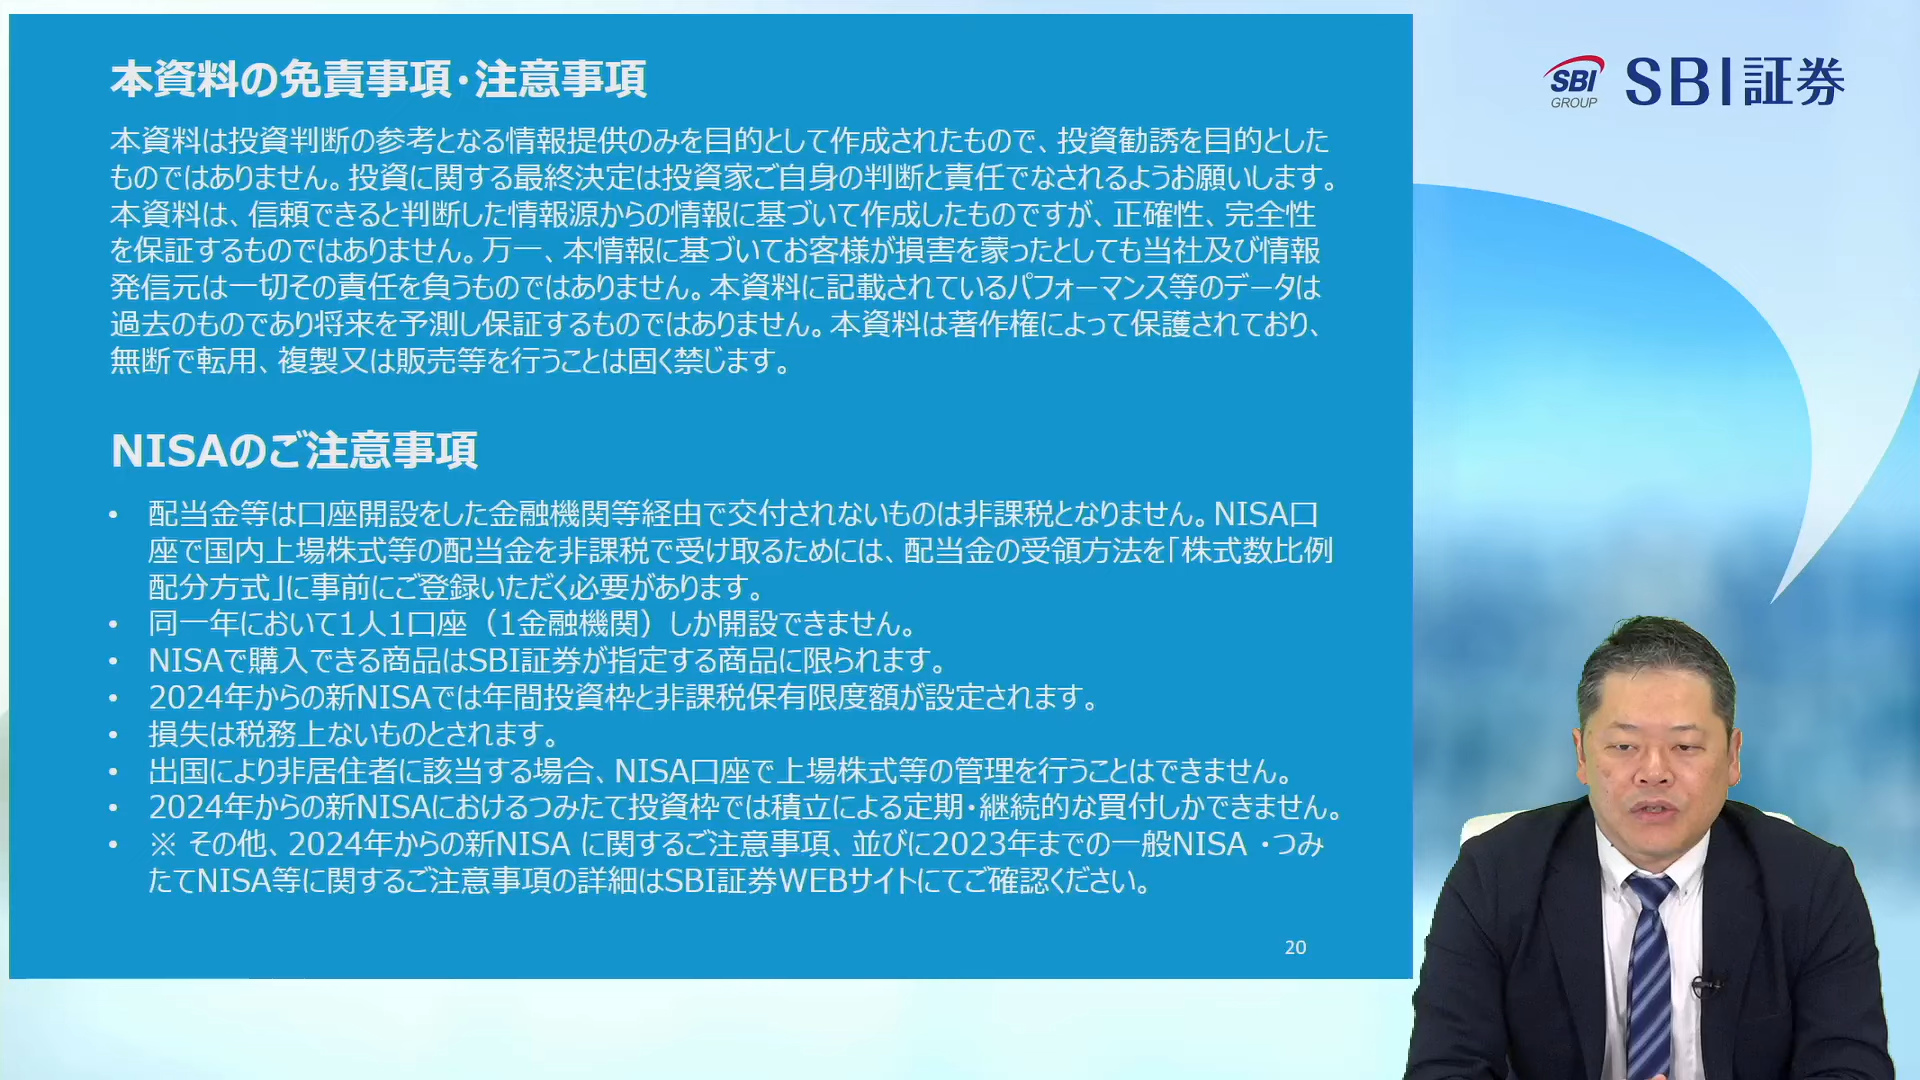 本資料の免責事項・注意事項
本資料は投資判断の参考となる情報提供のみを目的として作成されたもので、投資勧誘を目的とした
ものではありません。投資に関する最終決定は投資家ご自身の判断と責任でなされるようお願いします。
本資料は、信頼できると判断した情報源からの情報に基づいて作成したものですが、正確性、完全性
を保証するものではありません。万一、本情報に基づいてお客様が損害を蒙ったとしても当社及び情報
発信元は一切その責任を負うものではありません。本資料に記載されているパフォーマンス等のデータは
過去のものであり将来を予測し保証するものではありません。本資料は著作権によって保護されており、
無断で転用、複製又は販売等を行うことは固く禁じます。
NISAのご注意事項
• 配当金等は口座開設をした金融機関等経由で交付されないものは非課税となりません。NISA口
座で国内上場株式等の配当金を非課税で受け取るためには、配当金の受領方法を「株式数比例
配分方式」に事前にご登録いただく必要があります。
• 同一年において1人1口座（1金融機関）しか開設できません。
• NISAで購入できる商品はSBI証券が指定する商品に限られます。
• 2024年からの新NISAでは年間投資枠と非課税保有限度額が設定されます。
• 損失は税務上ないものとされます。
• 出国により非居住者に該当する場合、NISA口座で上場株式等の管理を行うことはできません。
• 2024年からの新NISAにおけるつみたて投資枠では積立による定期・継続的な買付しかできません。
• ※ その他、2024年からの新NISA に関するご注意事項、並びに2023年までの一般NISA ・つみ
たてNISA等に関するご注意事項の詳細はSBI証券WEBサイトにてご確認ください。
20
SBI
GROUP
SBI証券